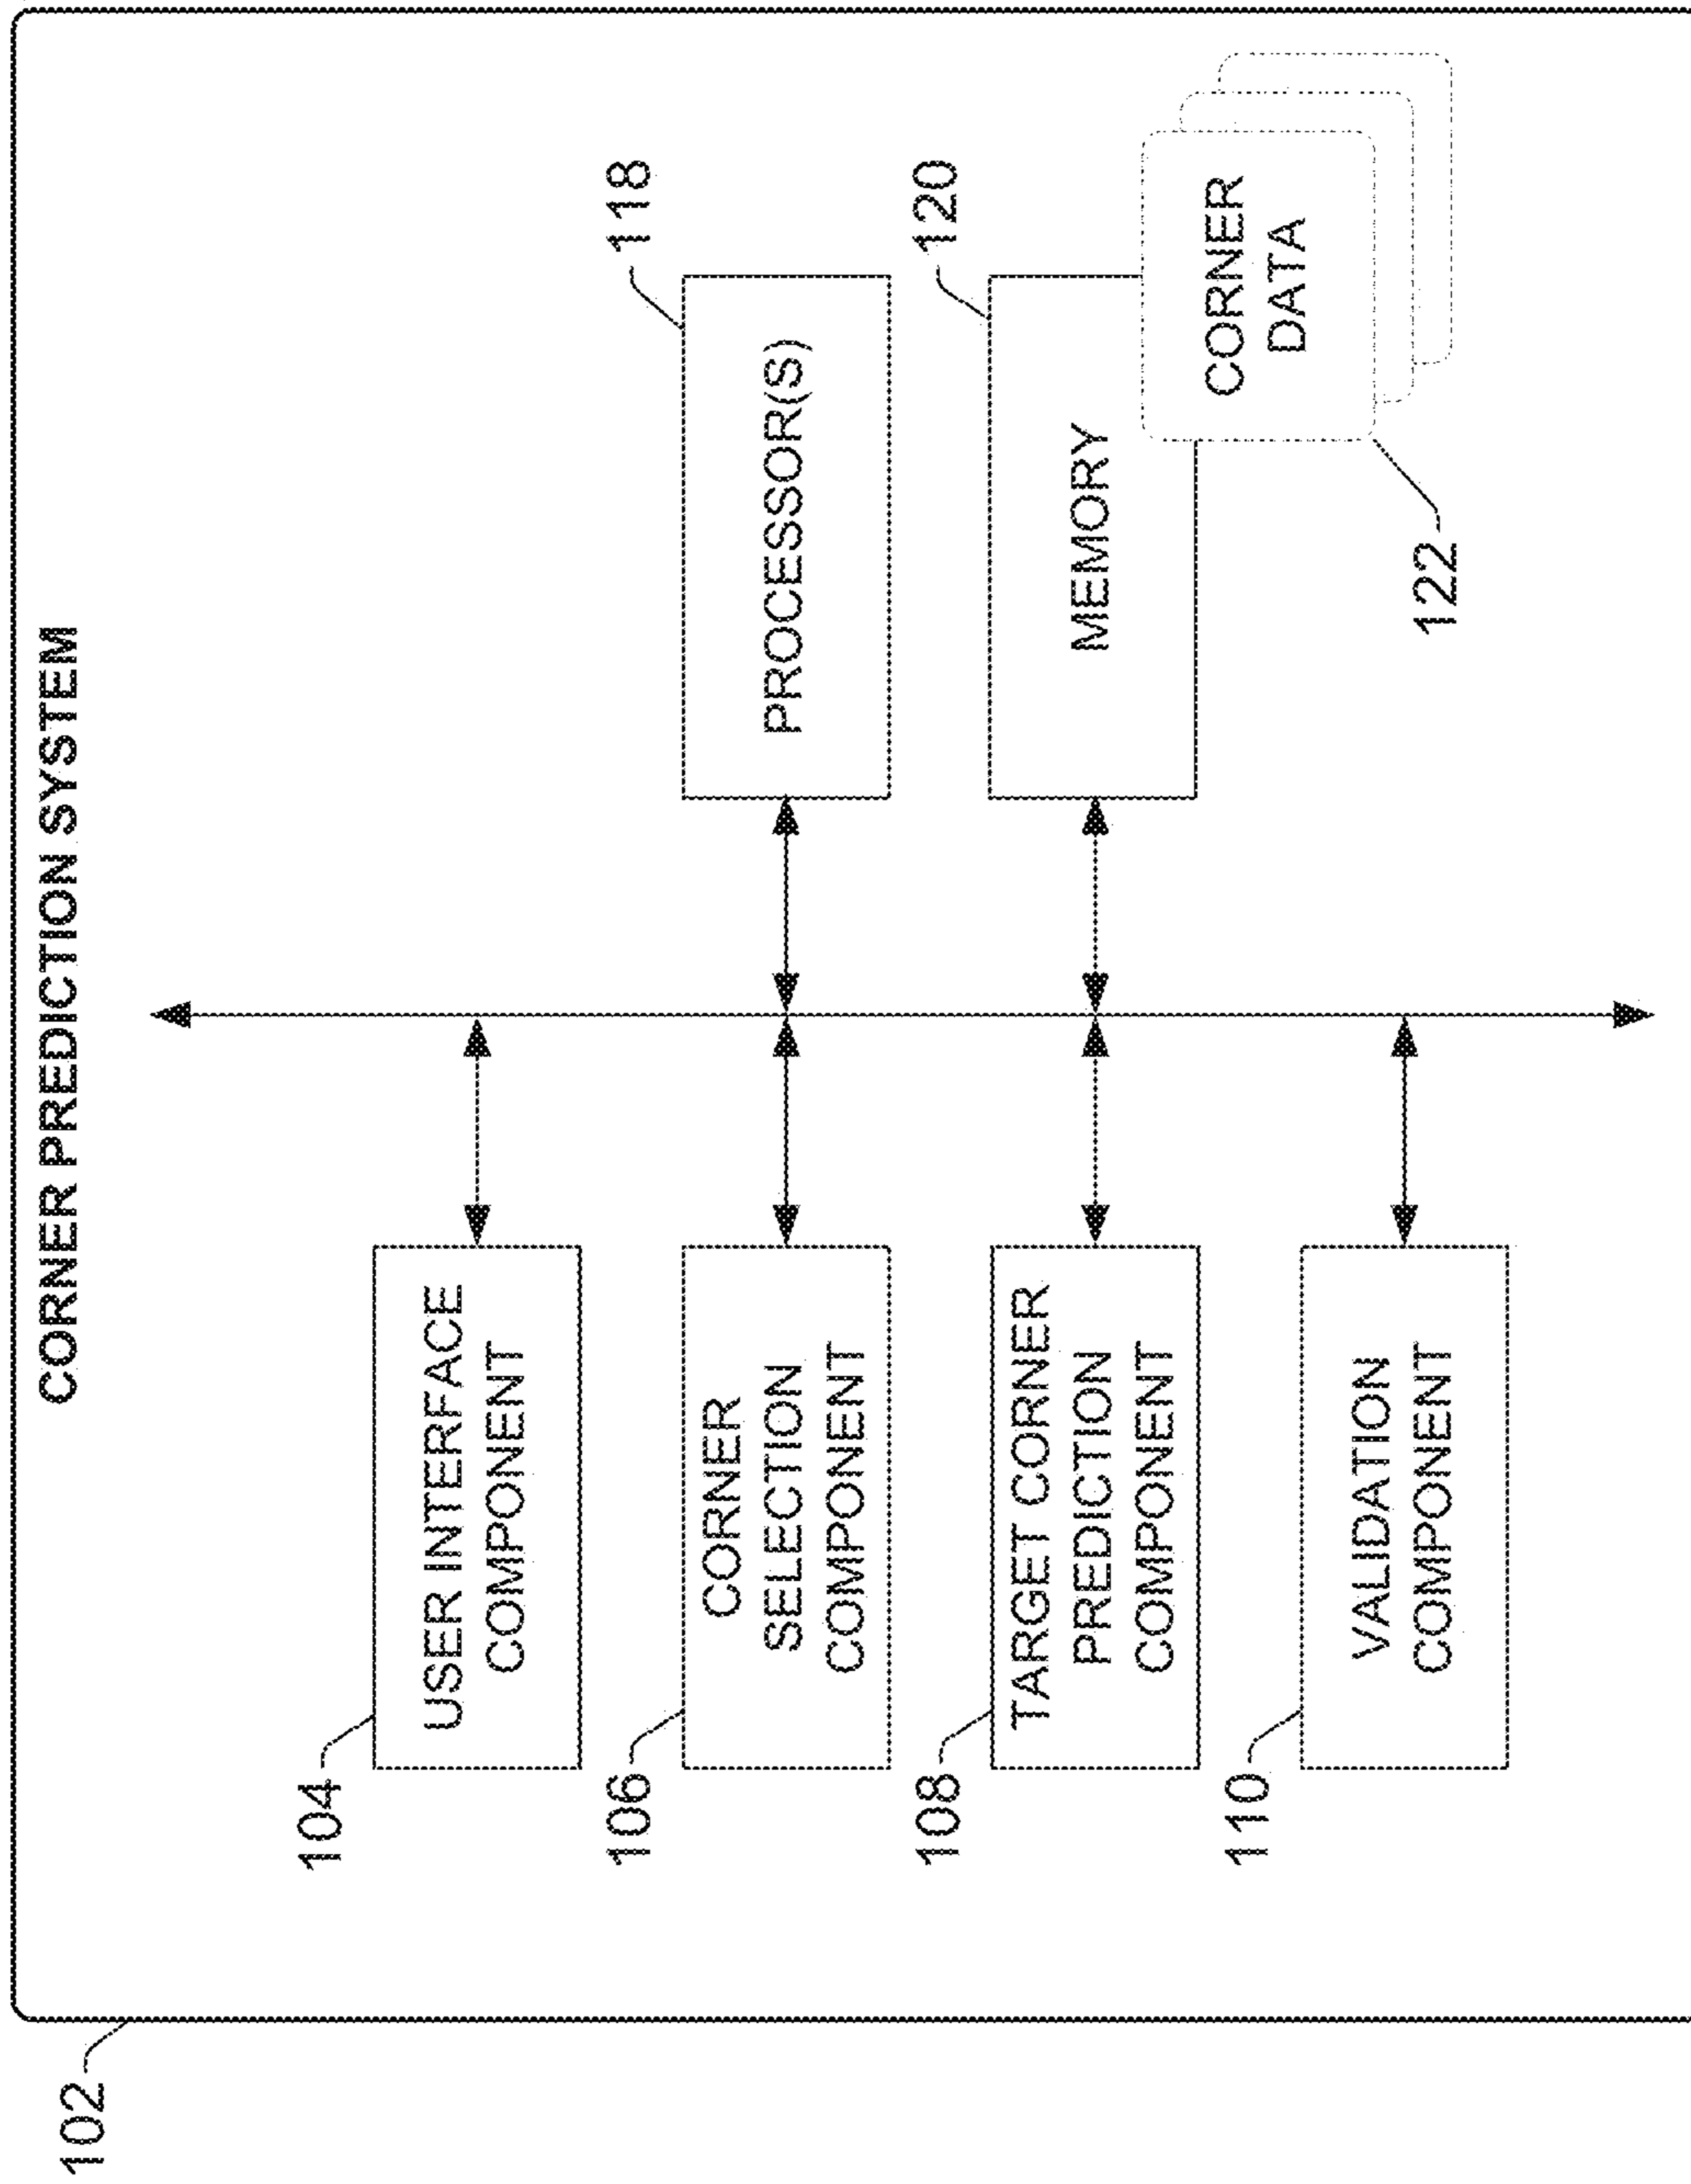 102
CORNER PREDICTION SYSTEM
104
USER INTERFACE
COMPONENT
106
CORNER
SELECTION
COMPONENT
108
TARGET CORNER
PREDICTION
COMPONENT
110
VALIDATION
COMPONENT
118
PROCESSOR(S)
120
MEMORY
CORNER
DATA
122